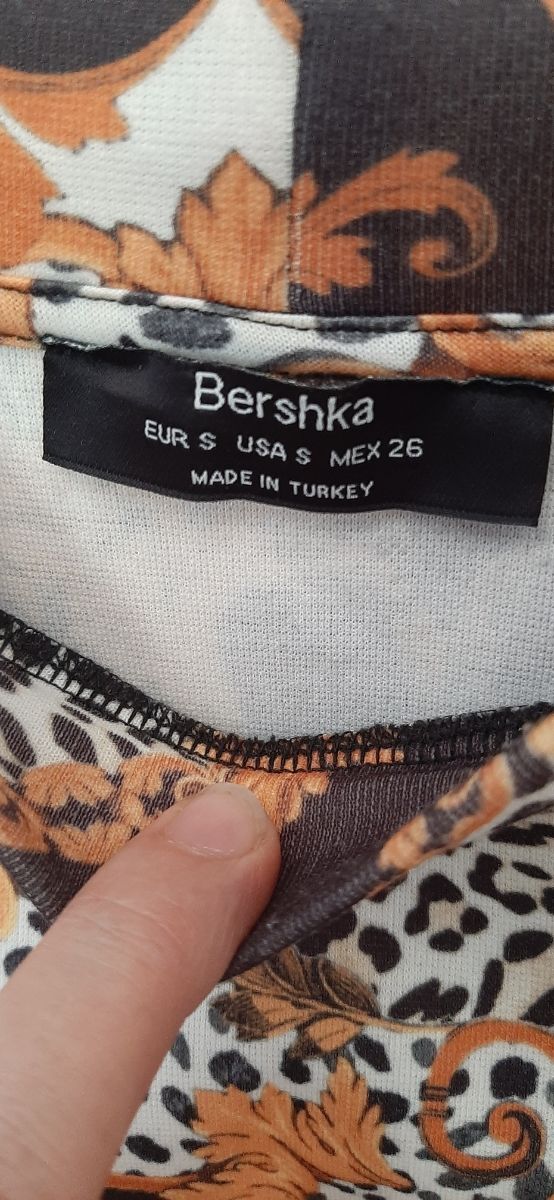 Bershka
EUR S USA S MEX 26
MADE IN TURKEY